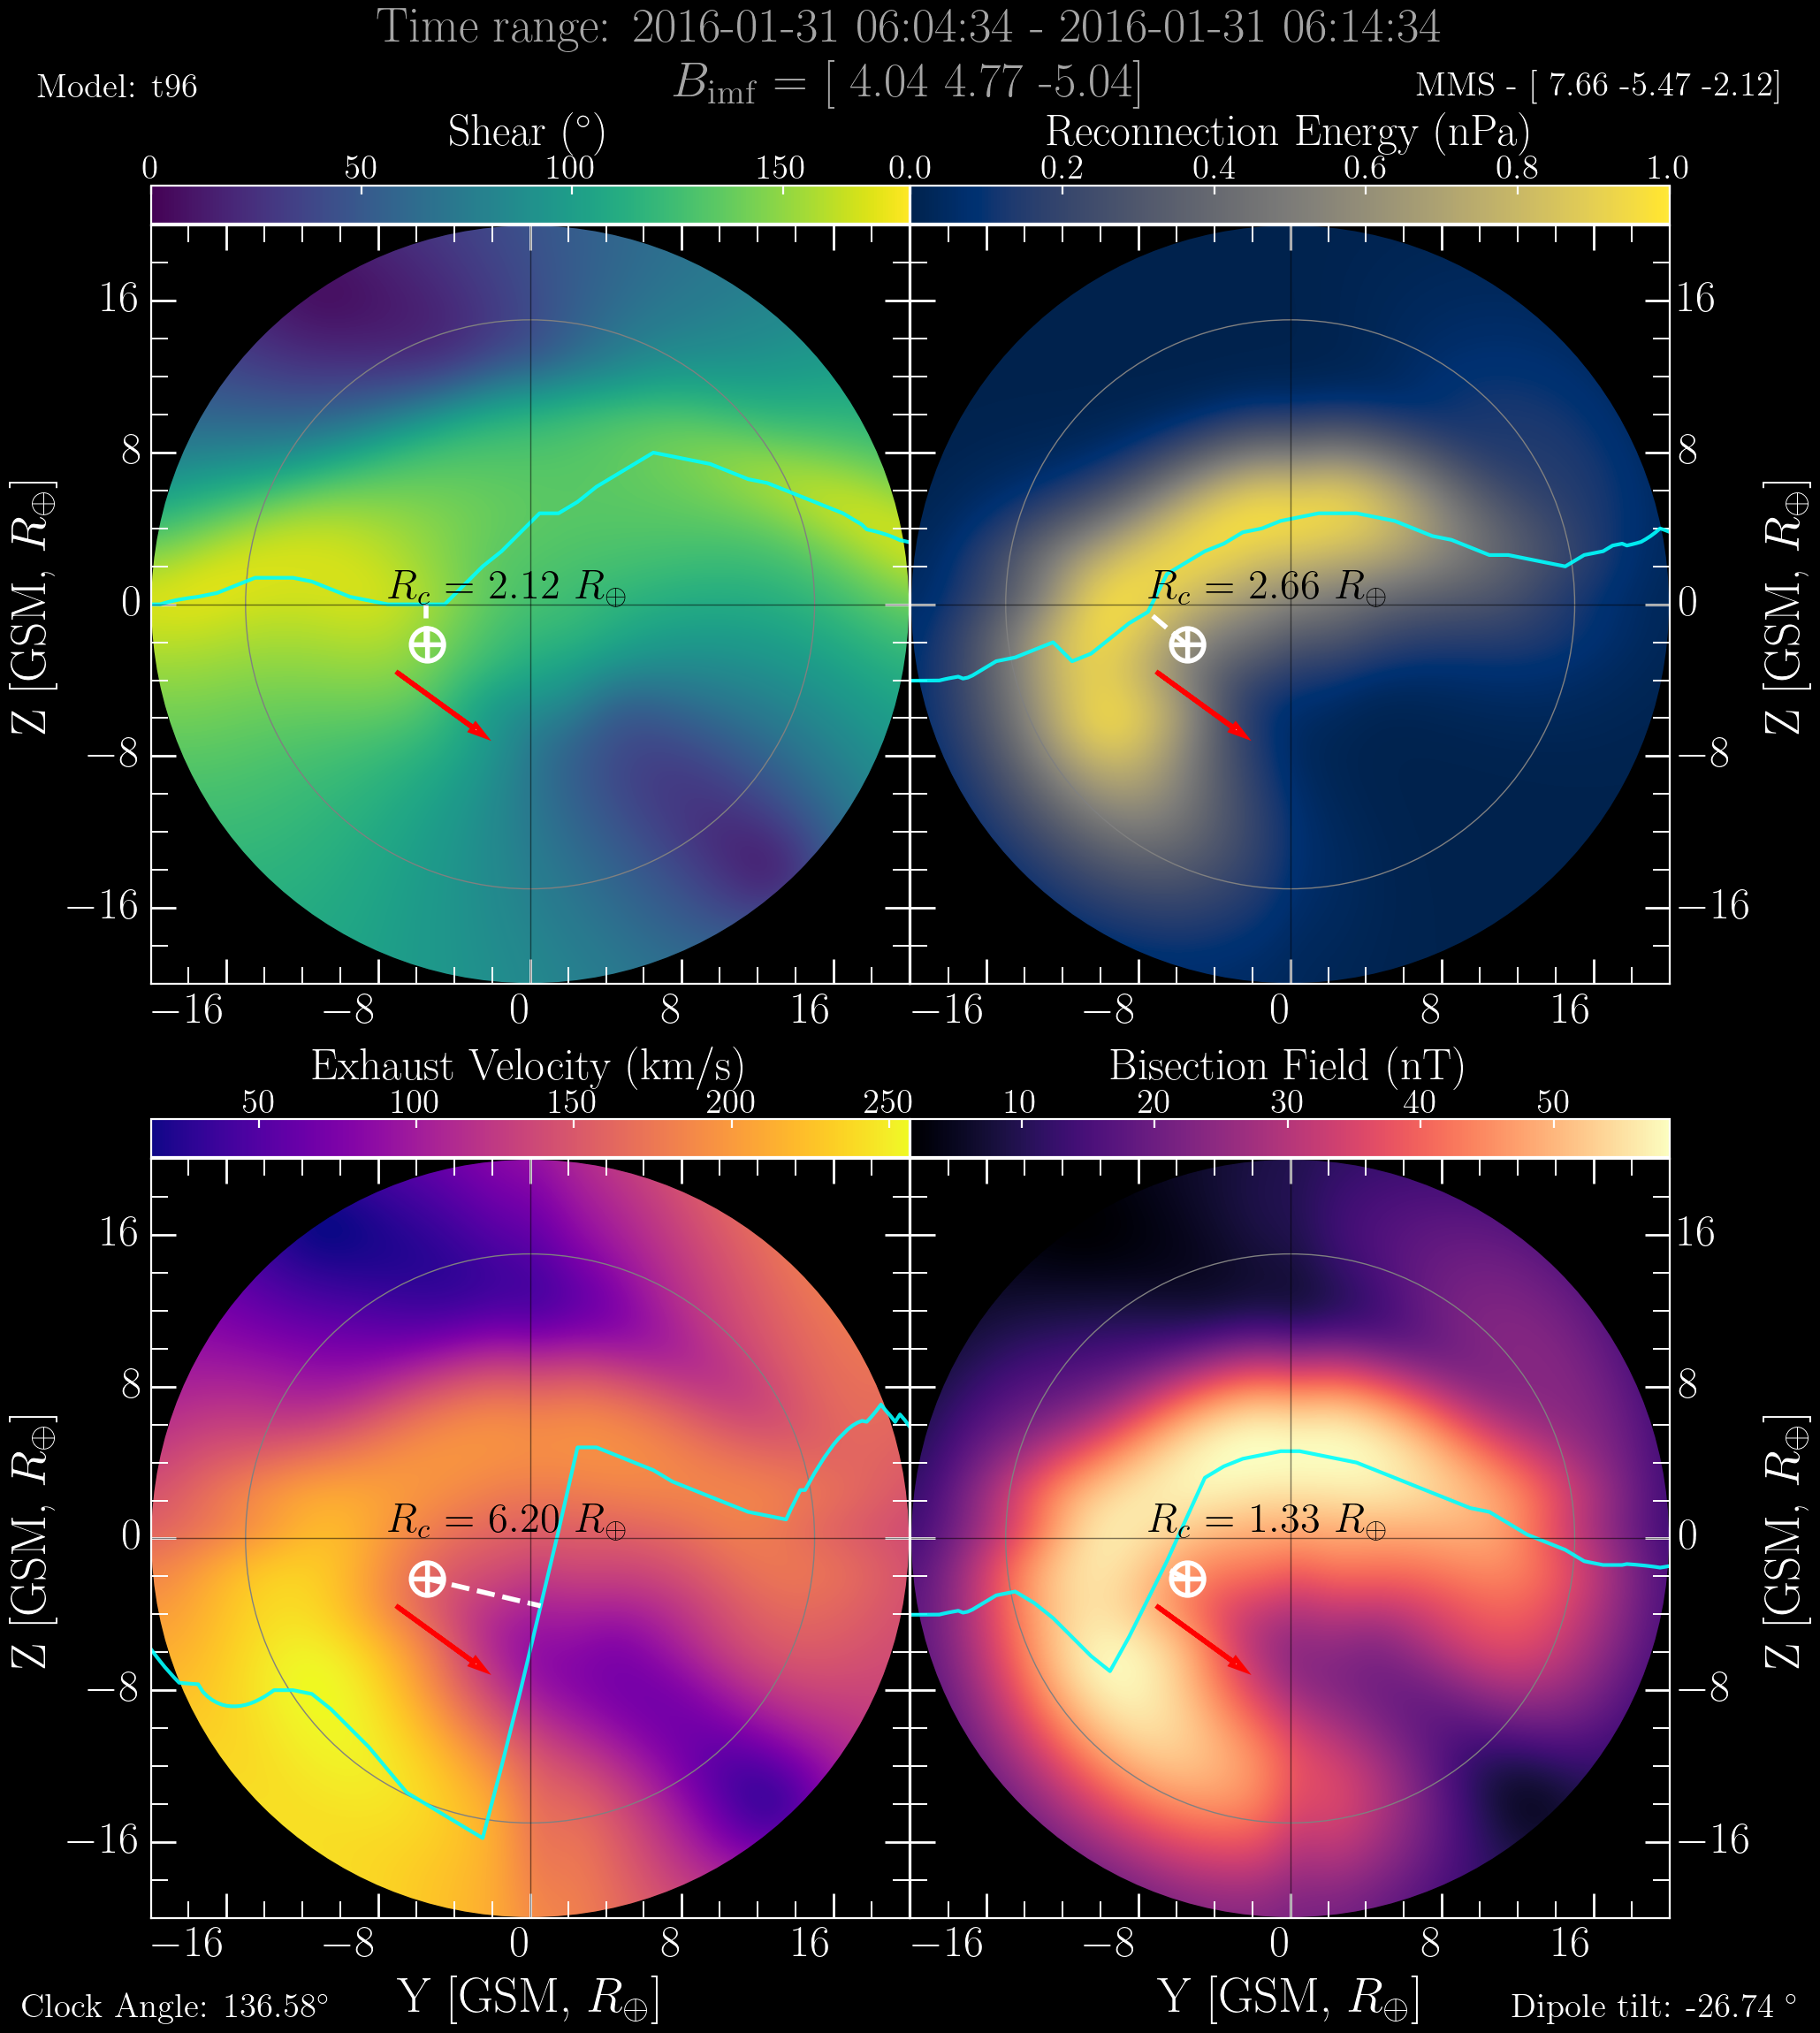 Time range: 2016-01-31 06:04:34 - 2016-01-31 06:14:34
Model: t96
B_imf = [ 4.04 4.77 -5.04]
MMS - [ 7.66 -5.47 -2.12]
Shear (°)
Reconnection Energy (nPa)
0 50 100 150 0.0 0.2 0.4 0.6 0.8 1.0
16 16
8 8
Z [GSM, R⊕]
R_c = 2.12 R⊕
R_c = 2.66 R⊕
Z [GSM, R⊕]
0 0
−8 −8
−16 −16
−16 −8 0 8 16 −16 −8 0 8 16
Exhaust Velocity (km/s)
Bisection Field (nT)
50 100 150 200 250 10 20 30 40 50
16 16
8 8
Z [GSM, R⊕]
R_c = 6.20 R⊕
R_c = 1.33 R⊕
Z [GSM, R⊕]
0 0
−8 −8
−16 −16
−16 −8 0 8 16 −16 −8 0 8 16
Y [GSM, R⊕]
Y [GSM, R⊕]
Clock Angle: 136.58°
Dipole tilt: -26.74 °